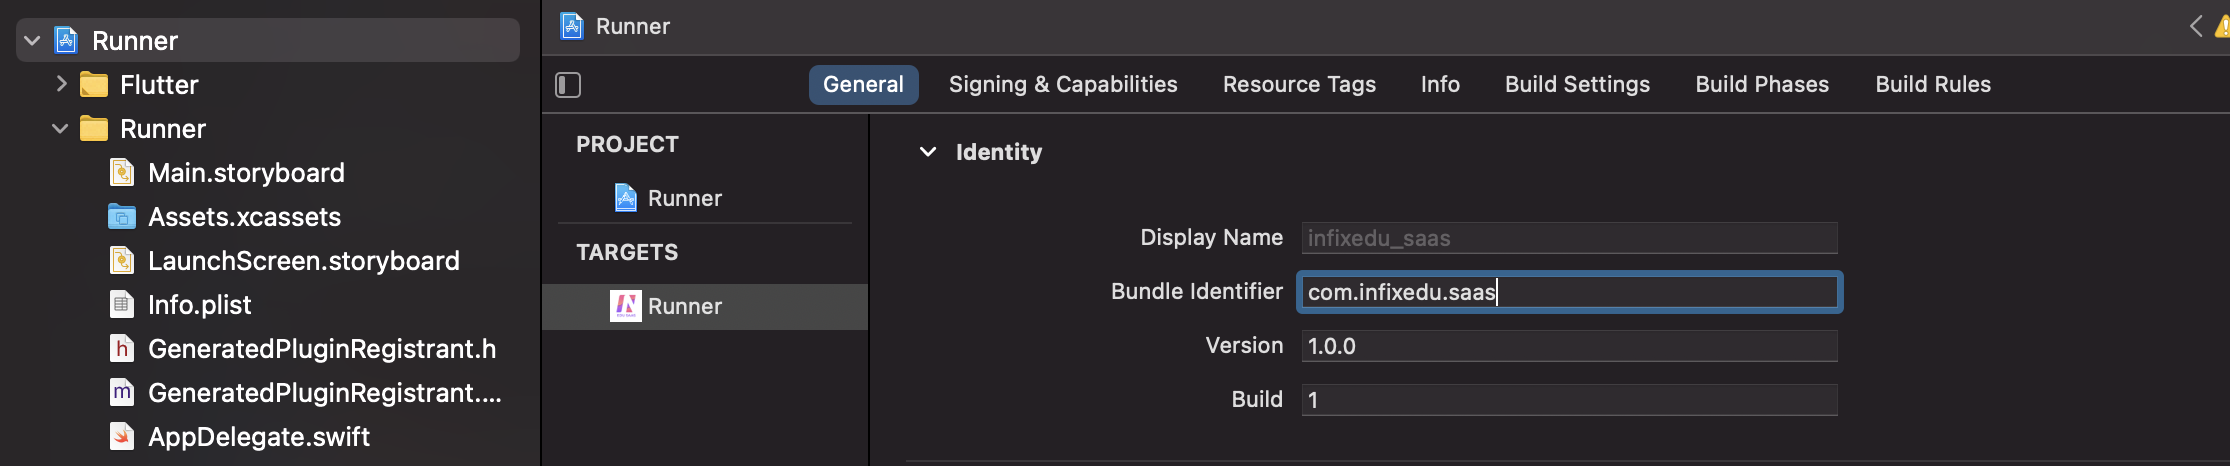 Runner
Flutter
Runner
Main.storyboard
Assets.xcassets
LaunchScreen.storyboard
Info.plist
h GeneratedPluginRegistrant.h
m GeneratedPluginRegistrant....
AppDelegate.swift
Runner
General Signing & Capabilities Resource Tags Info Build Settings Build Phases Build Rules
PROJECT
Runner
TARGETS
Runner
Identity
Display Name infixedu_saas
Bundle Identifier com.infixedu.saas
Version 1.0.0
Build 1